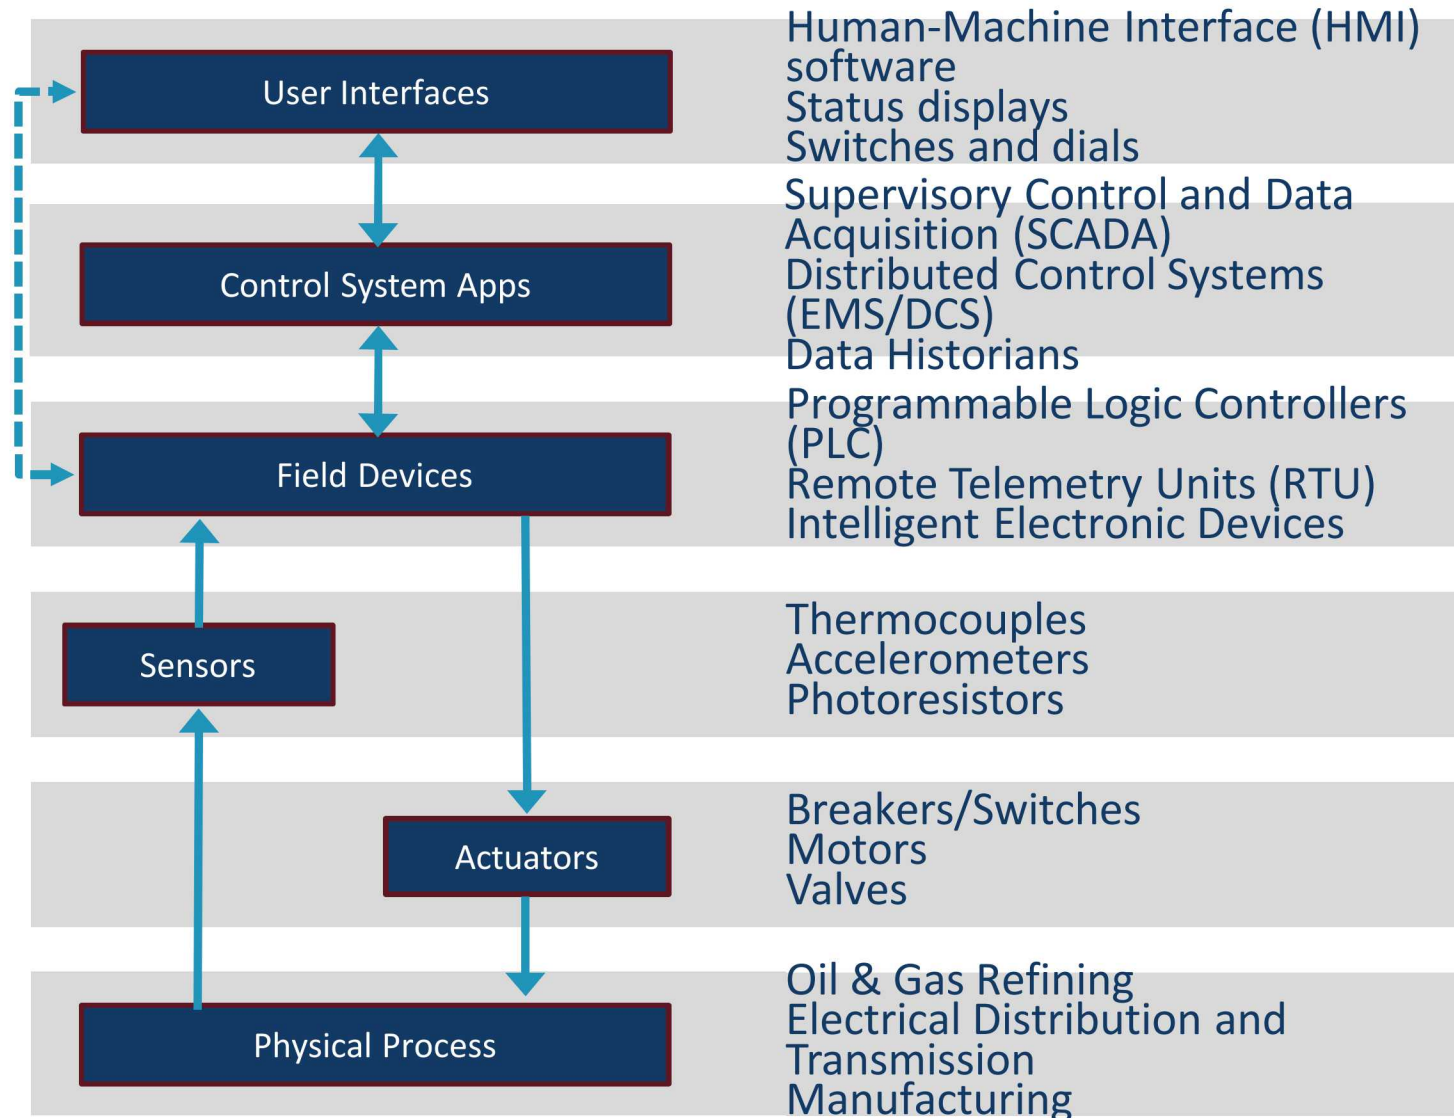 User Interfaces
Human-Machine Interface (HMI)
software
Status displays
Switches and dials
Control System Apps
Supervisory Control and Data
Acquisition (SCADA)
Distributed Control Systems
(EMS/DCS)
Data Historians
Field Devices
Programmable Logic Controllers
(PLC)
Remote Telemetry Units (RTU)
Intelligent Electronic Devices
Sensors
Thermocouples
Accelerometers
Photoresistors
Actuators
Breakers/Switches
Motors
Valves
Physical Process
Oil & Gas Refining
Electrical Distribution and
Transmission
Manufacturing